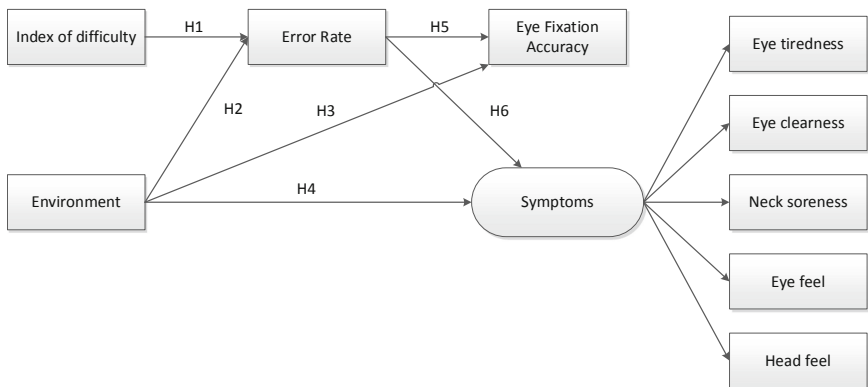 Index of difficulty
H1
Error Rate
H5
Eye Fixation
Accuracy
Eye tiredness
H2
H3
H6
Eye clearness
Environment
H4
Symptoms
Neck soreness
Eye feel
Head feel